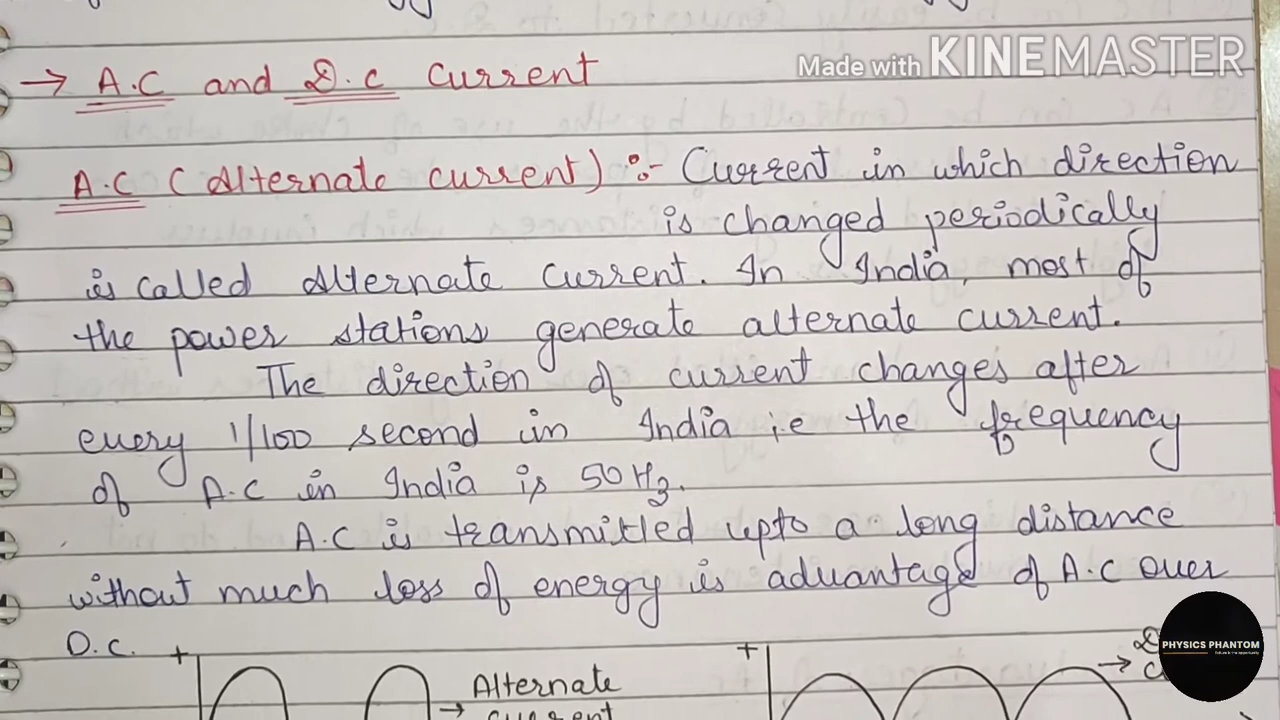 Made with KINEMASTER
→ A.C and D.C Current
A.C (Alternate current) :- Current in which direction
is changed periodically
is called Alternate current. In India, most of
the power stations generate alternate current.
The direction of current changes after
every 1/100 second in India i.e the frequency
of A.C in India is 50 Hz.
A.C is transmitted upto a long distance
without much loss of energy is advantage of A.C over
D.C.
+
Alternate
current
+
PHYSICS PHANTOM